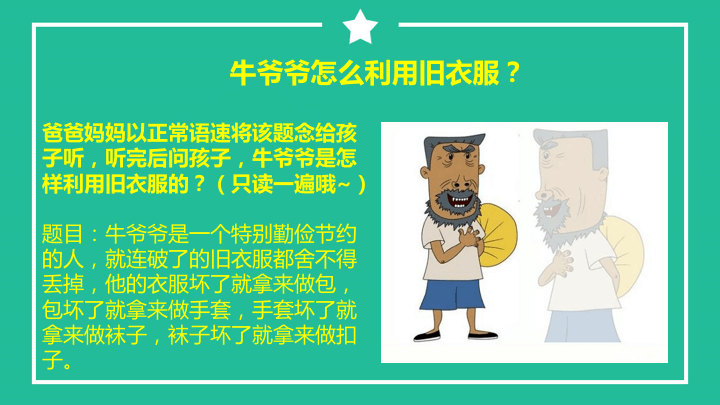 牛爷爷怎么利用旧衣服？
爸爸妈妈以正常语速将该题念给孩
子听，听完后问孩子，牛爷爷是怎
样利用旧衣服的？（只读一遍哦~）
题目：牛爷爷是一个特别勤俭节约
的人，就连破了的旧衣服都舍不得
丢掉，他的衣服坏了就拿来做包，
包坏了就拿来做手套，手套坏了就
拿来做袜子，袜子坏了就拿来做扣
子。